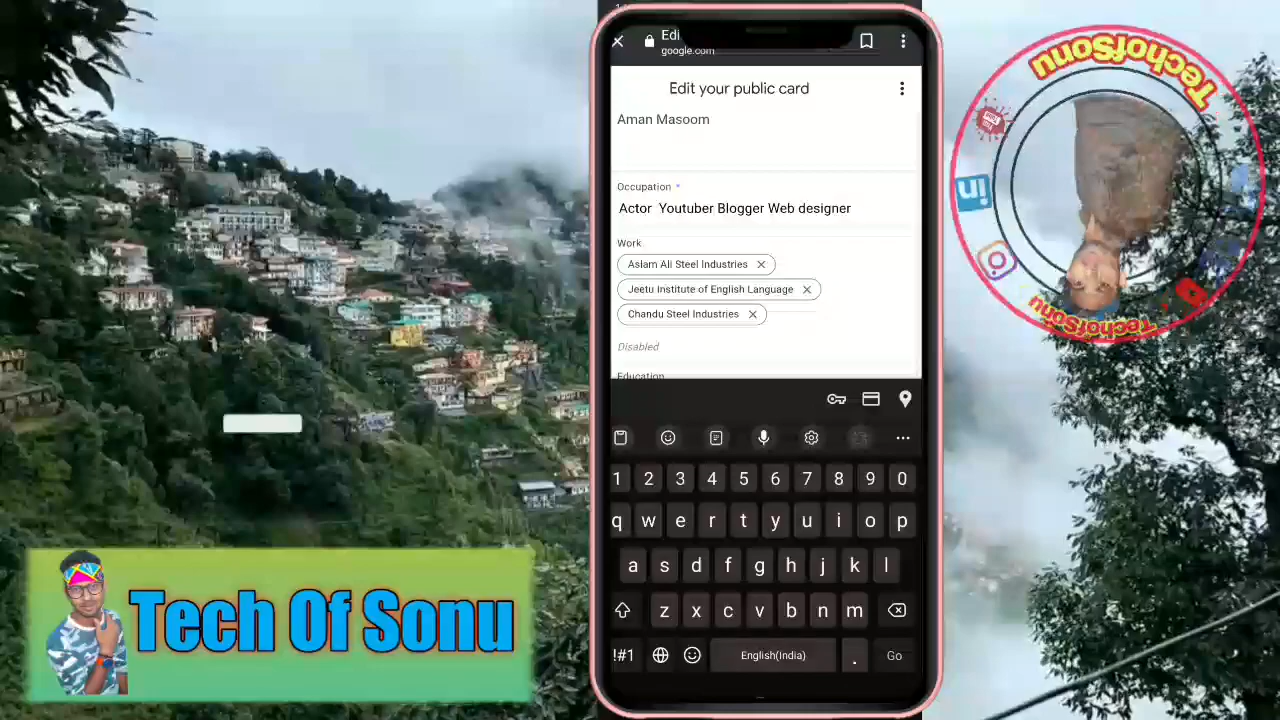 Edi
google.com
Edit your public card
Aman Masoom
Occupation *
Actor Youtuber Blogger Web designer
Work
Aslam Ali Steel Industries
Jeetu Institute of English Language
Chandu Steel Industries
Disabled
Education
1 2 3 4 5 6 7 8 9 0
q w e r t y u i o p
a s d f g h j k l
z x c v b n m
!#1 English(India) . Go
TechofSonu
in
TechofSonu
Tech Of Sonu